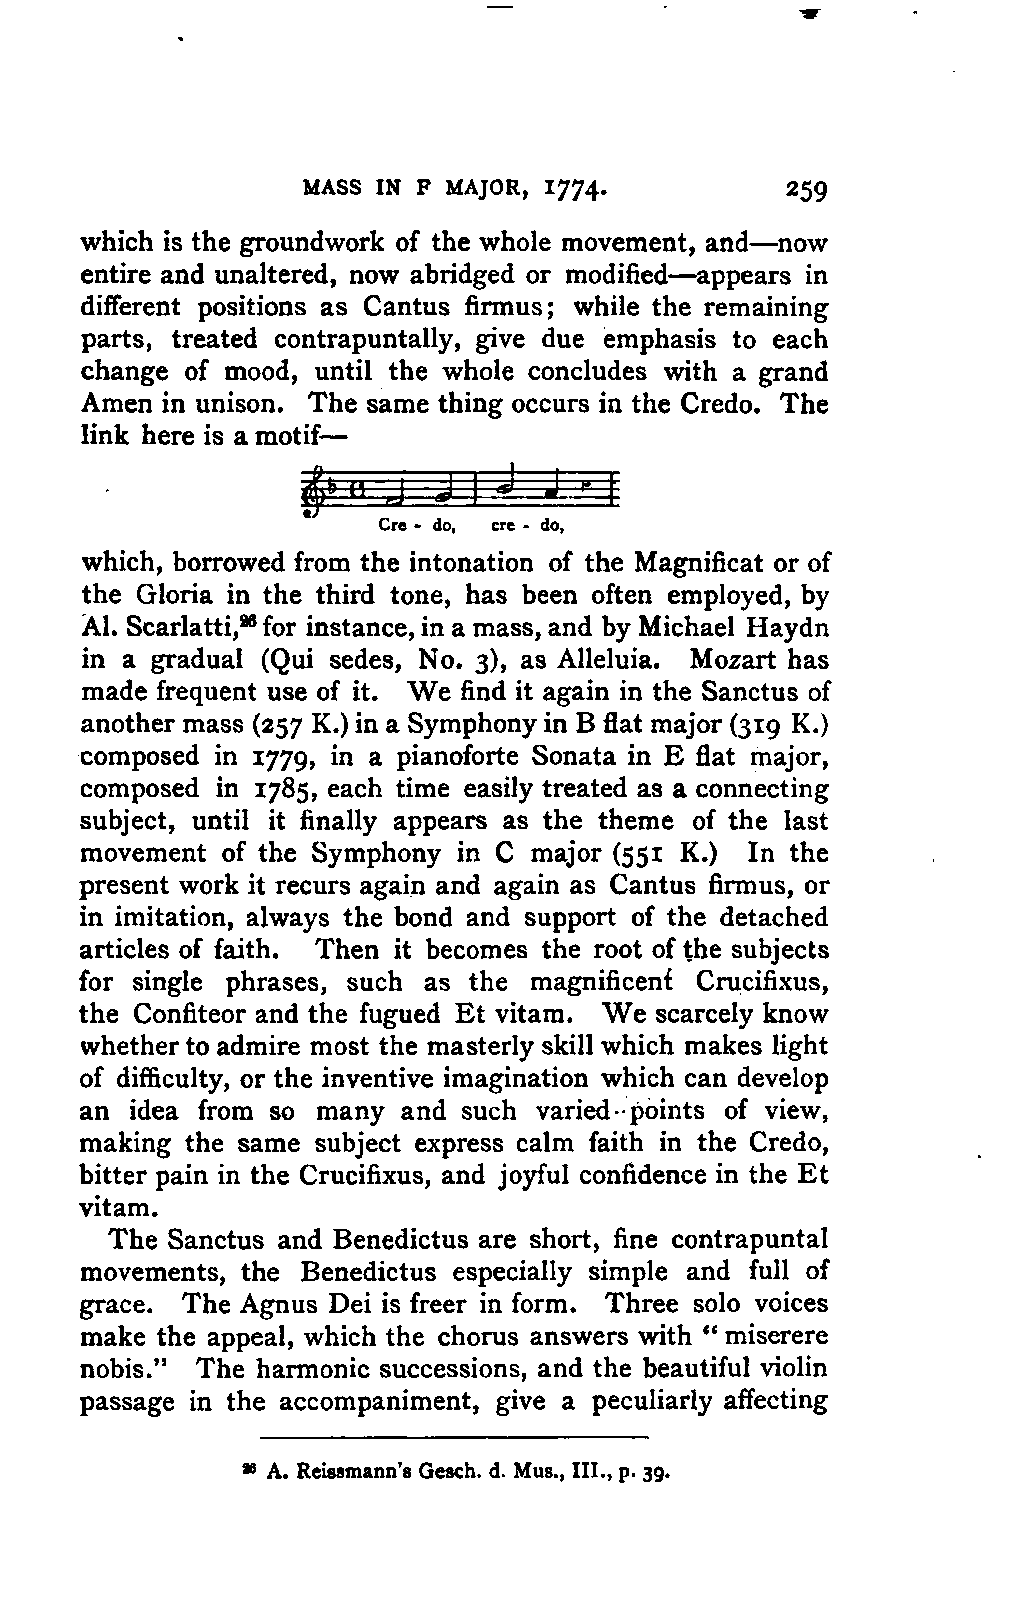 MASS IN F MAJOR, 1774. 259
which is the groundwork of the whole movement, and—now
entire and unaltered, now abridged or modified—appears in
different positions as Cantus firmus; while the remaining
parts, treated contrapuntally, give due emphasis to each
change of mood, until the whole concludes with a grand
Amen in unison. The same thing occurs in the Credo. The
link here is a motif—
Cre - do, cre - do,
which, borrowed from the intonation of the Magnificat or of
the Gloria in the third tone, has been often employed, by
Al. Scarlatti,²⁶ for instance, in a mass, and by Michael Haydn
in a gradual (Qui sedes, No. 3), as Alleluia. Mozart has
made frequent use of it. We find it again in the Sanctus of
another mass (257 K.) in a Symphony in B flat major (319 K.)
composed in 1779, in a pianoforte Sonata in E flat major,
composed in 1785, each time easily treated as a connecting
subject, until it finally appears as the theme of the last
movement of the Symphony in C major (551 K.) In the
present work it recurs again and again as Cantus firmus, or
in imitation, always the bond and support of the detached
articles of faith. Then it becomes the root of the subjects
for single phrases, such as the magnificent Crucifixus,
the Confiteor and the fugued Et vitam. We scarcely know
whether to admire most the masterly skill which makes light
of difficulty, or the inventive imagination which can develop
an idea from so many and such varied points of view,
making the same subject express calm faith in the Credo,
bitter pain in the Crucifixus, and joyful confidence in the Et
vitam.
The Sanctus and Benedictus are short, fine contrapuntal
movements, the Benedictus especially simple and full of
grace. The Agnus Dei is freer in form. Three solo voices
make the appeal, which the chorus answers with “ miserere
nobis.” The harmonic successions, and the beautiful violin
passage in the accompaniment, give a peculiarly affecting
²⁶ A. Reissmann's Gesch. d. Mus., III., p. 39.